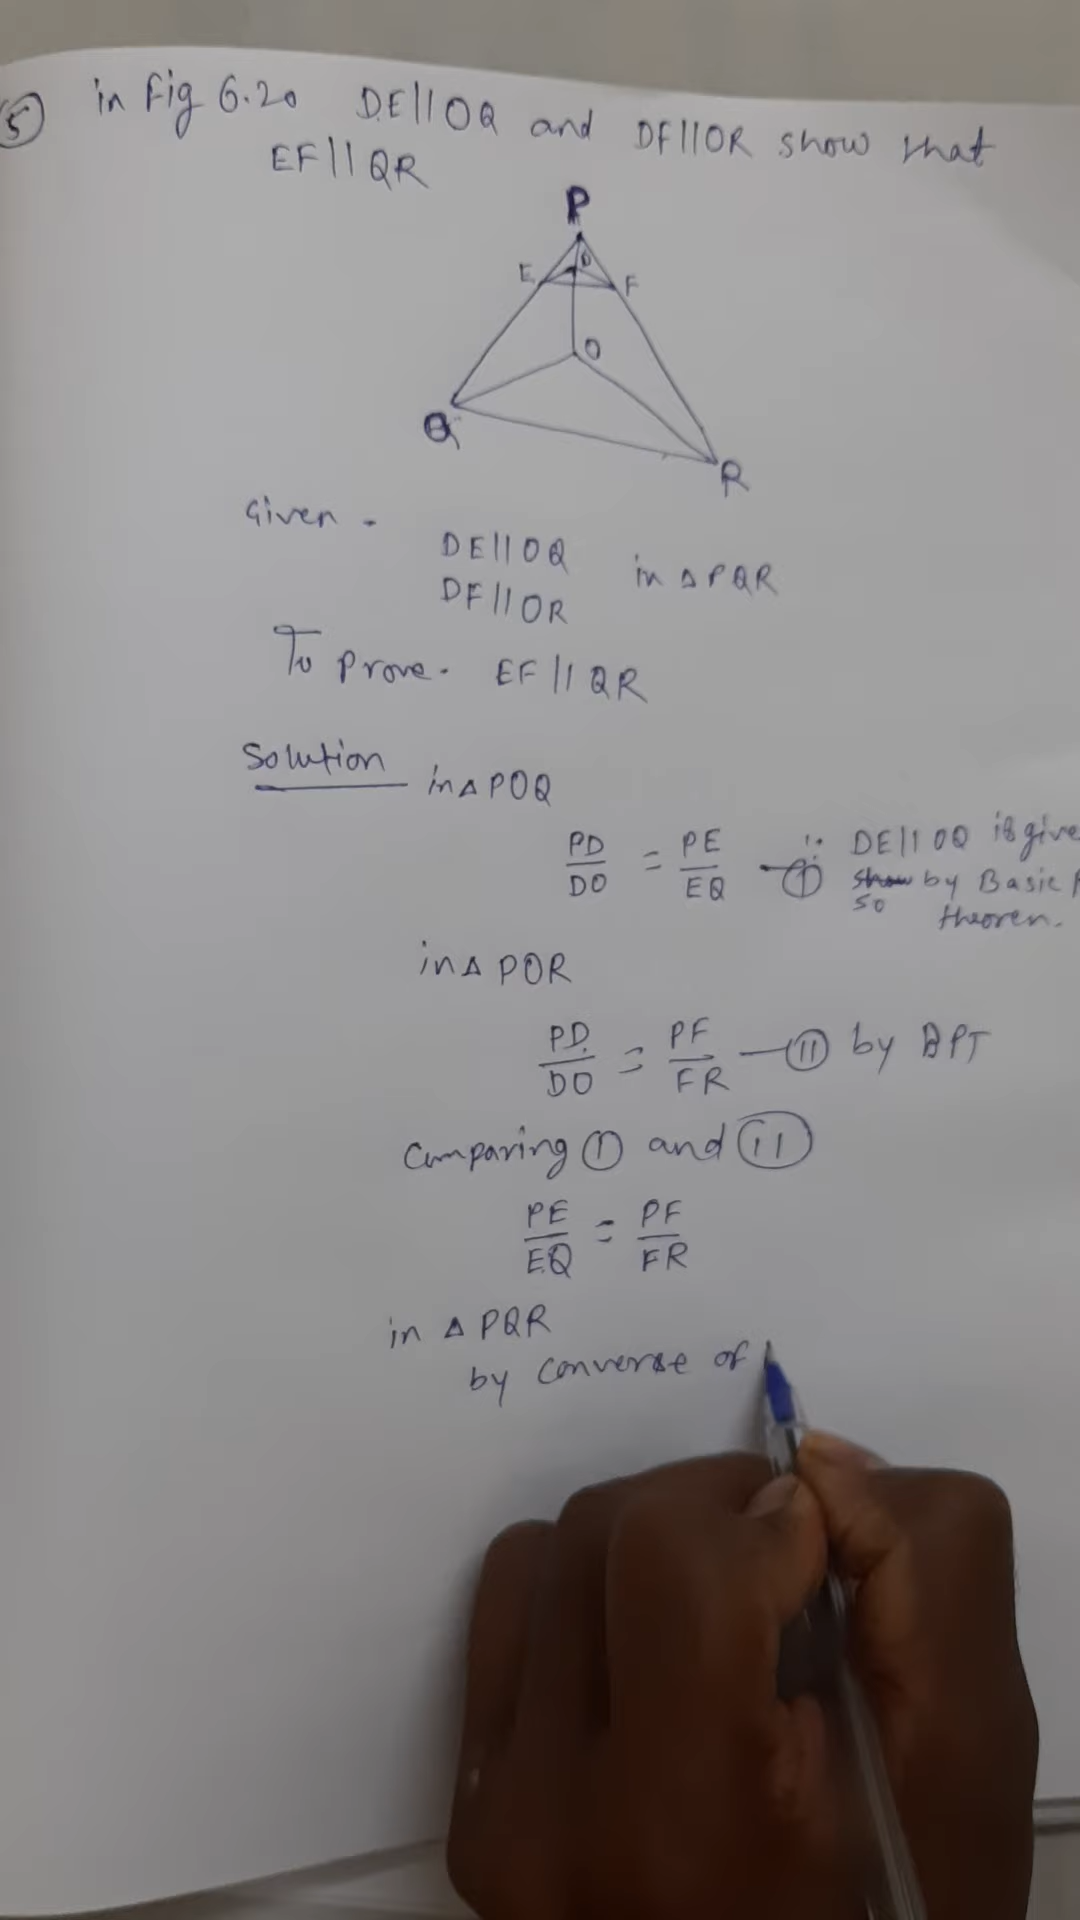 5 in Fig 6.20 DE||OQ and DF||OR show that
EF||QR
P
E D F
O
Q
R
Given -
DE||OQ
DF||OR in Δ PQR
To Prove - EF||QR
Solution in Δ POQ
PD/DO = PE/EQ — (I) ∵ DE||OQ is give
so by Basic
theoren.
in Δ POR
PD/DO = PF/FR — (II) by BPT
Comparing (I) and (II)
PE/EQ = PF/FR
in Δ PQR
by converse of